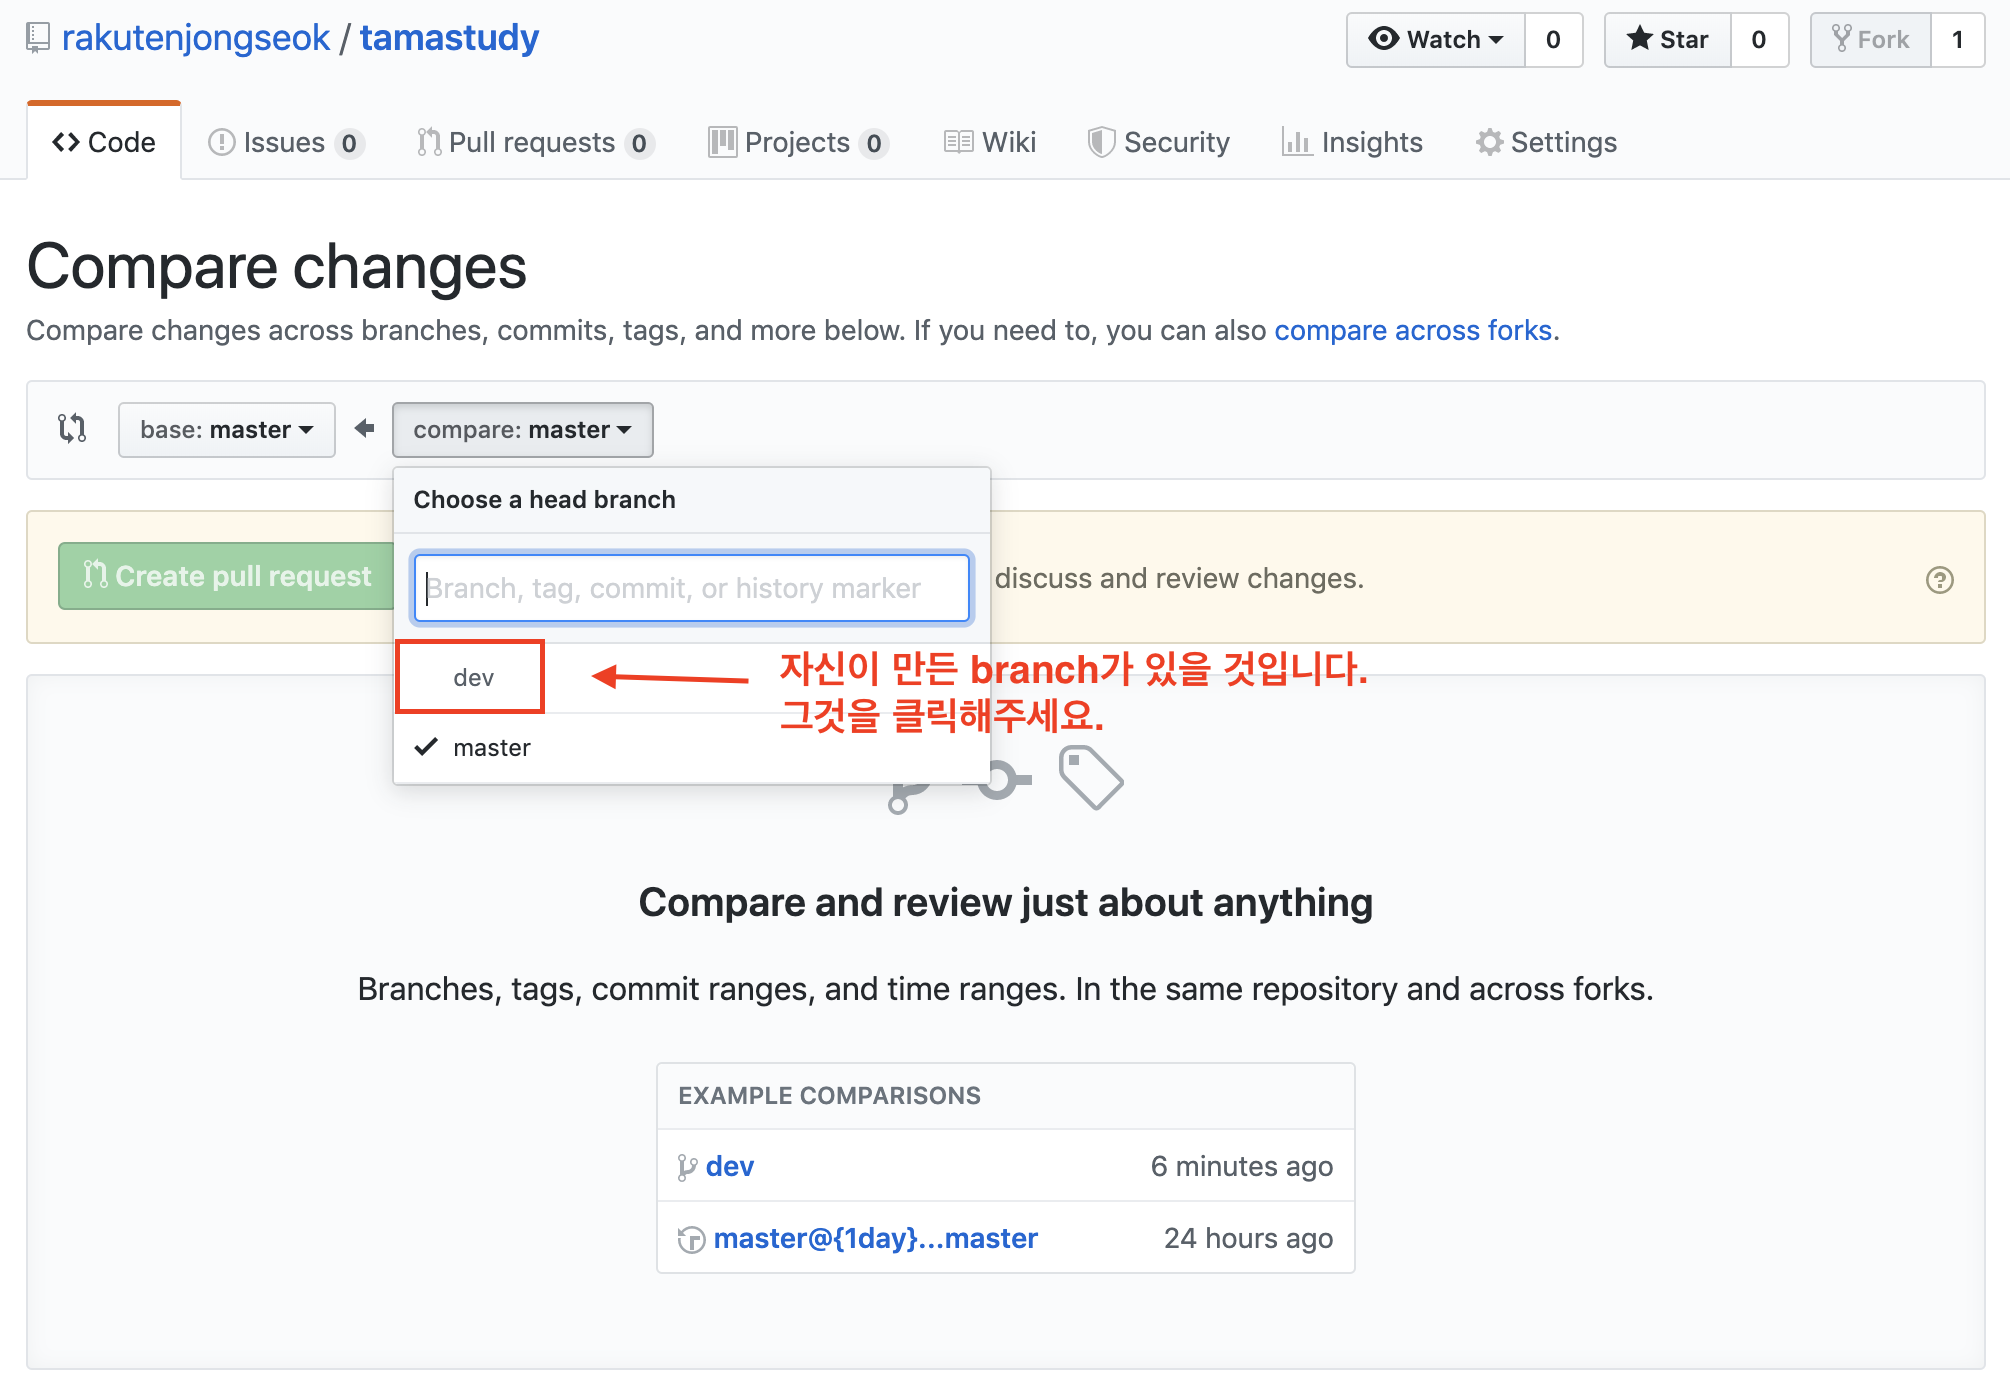 rakutenjongseok / tamastudy
Watch 0 Star 0 Fork 1
Code Issues 0 Pull requests 0 Projects 0 Wiki Security Insights Settings
Compare changes
Compare changes across branches, commits, tags, and more below. If you need to, you can also compare across forks.
base: master compare: master
Choose a head branch
Create pull request discuss and review changes.
Branch, tag, commit, or history marker
dev
자신이 만든 branch가 있을 것입니다.
그것을 클릭해주세요.
master
Compare and review just about anything
Branches, tags, commit ranges, and time ranges. In the same repository and across forks.
EXAMPLE COMPARISONS
dev 6 minutes ago
master@{1day}...master 24 hours ago